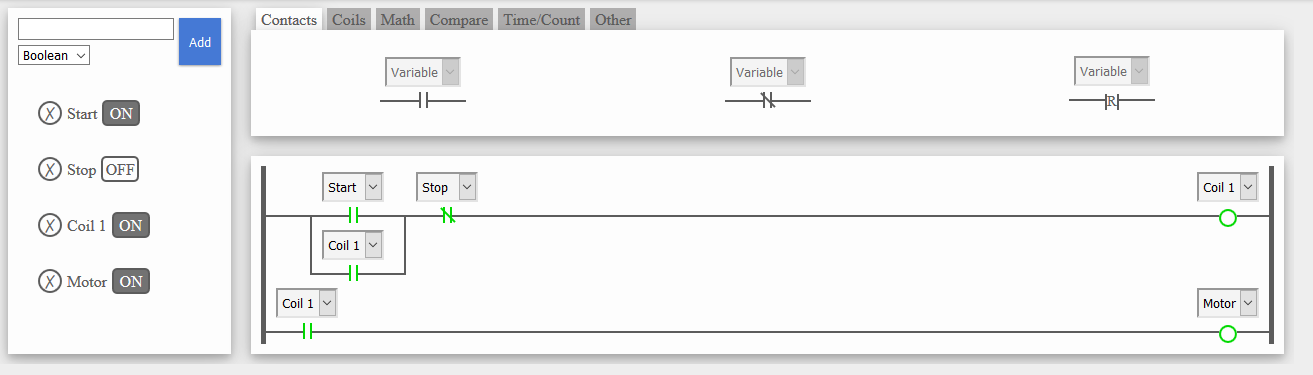 Contacts Coils Math Compare Time/Count Other
Add
Boolean
X Start ON
X Stop OFF
X Coil 1 ON
X Motor ON
Variable Variable Variable
R
Start Stop Coil 1
Coil 1
Coil 1 Motor